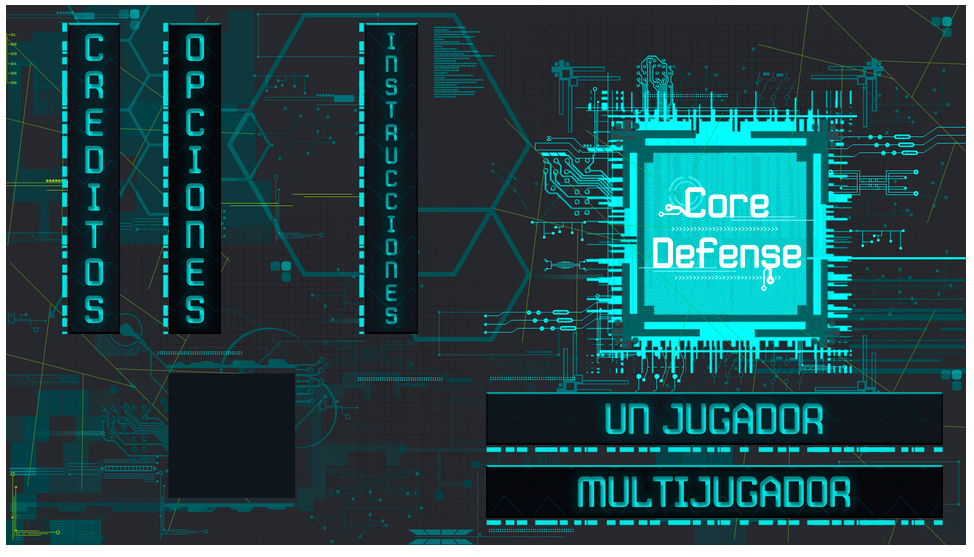 CREDITOS
OPCIONES
InSTRUCCIONES
Core
Defense
UN JUGADOR
MULTIJUGADOR